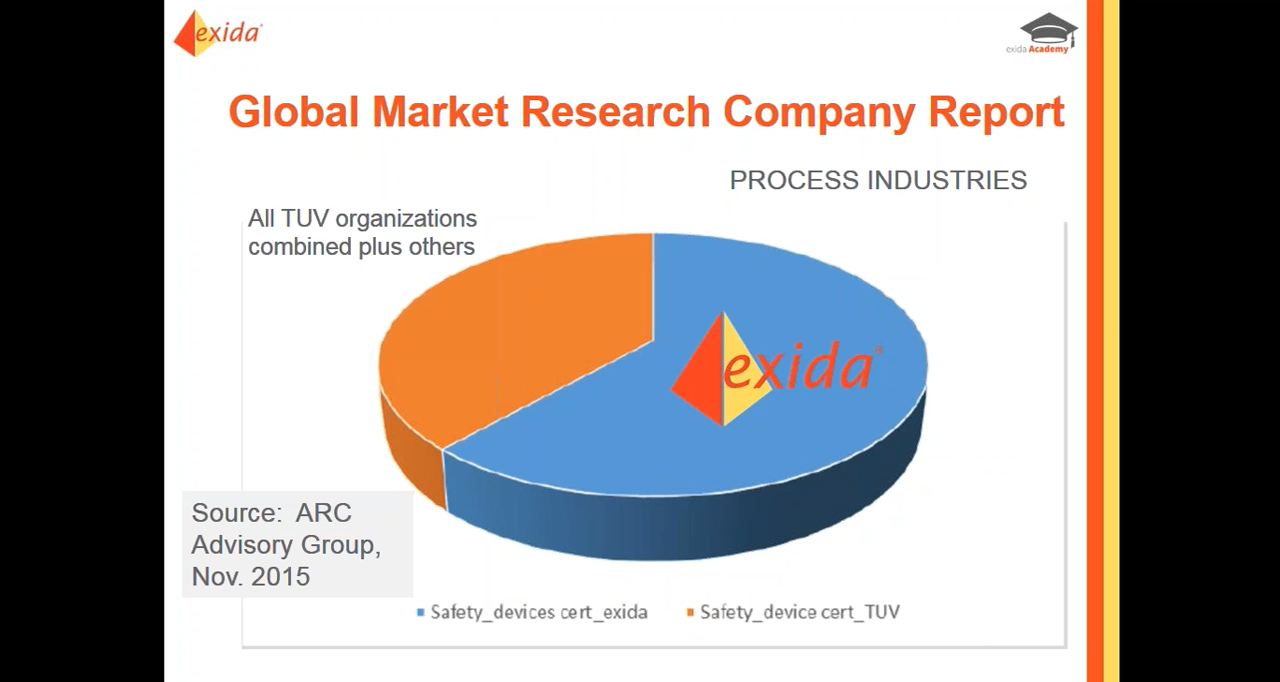 exida
exida Academy
Global Market Research Company Report
PROCESS INDUSTRIES
All TUV organizations
combined plus others
exida
Source: ARC
Advisory Group,
Nov. 2015
Safety_devices cert_exida
Safety_device cert_TUV